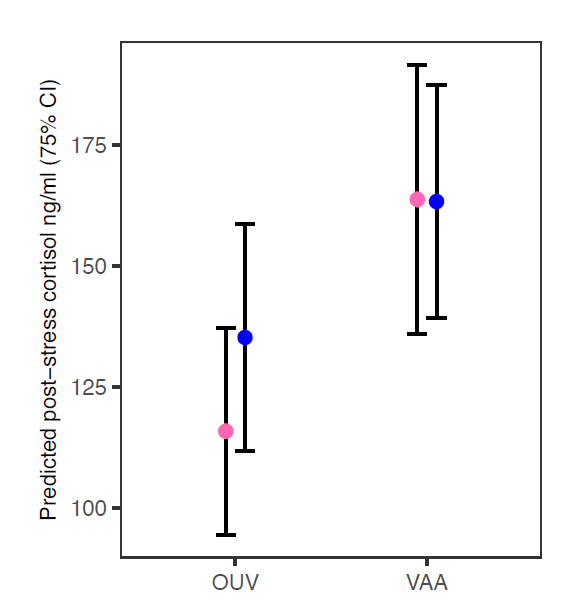 Predicted post−stress cortisol ng/ml (75% CI)
175
150
125
100
OUV VAA